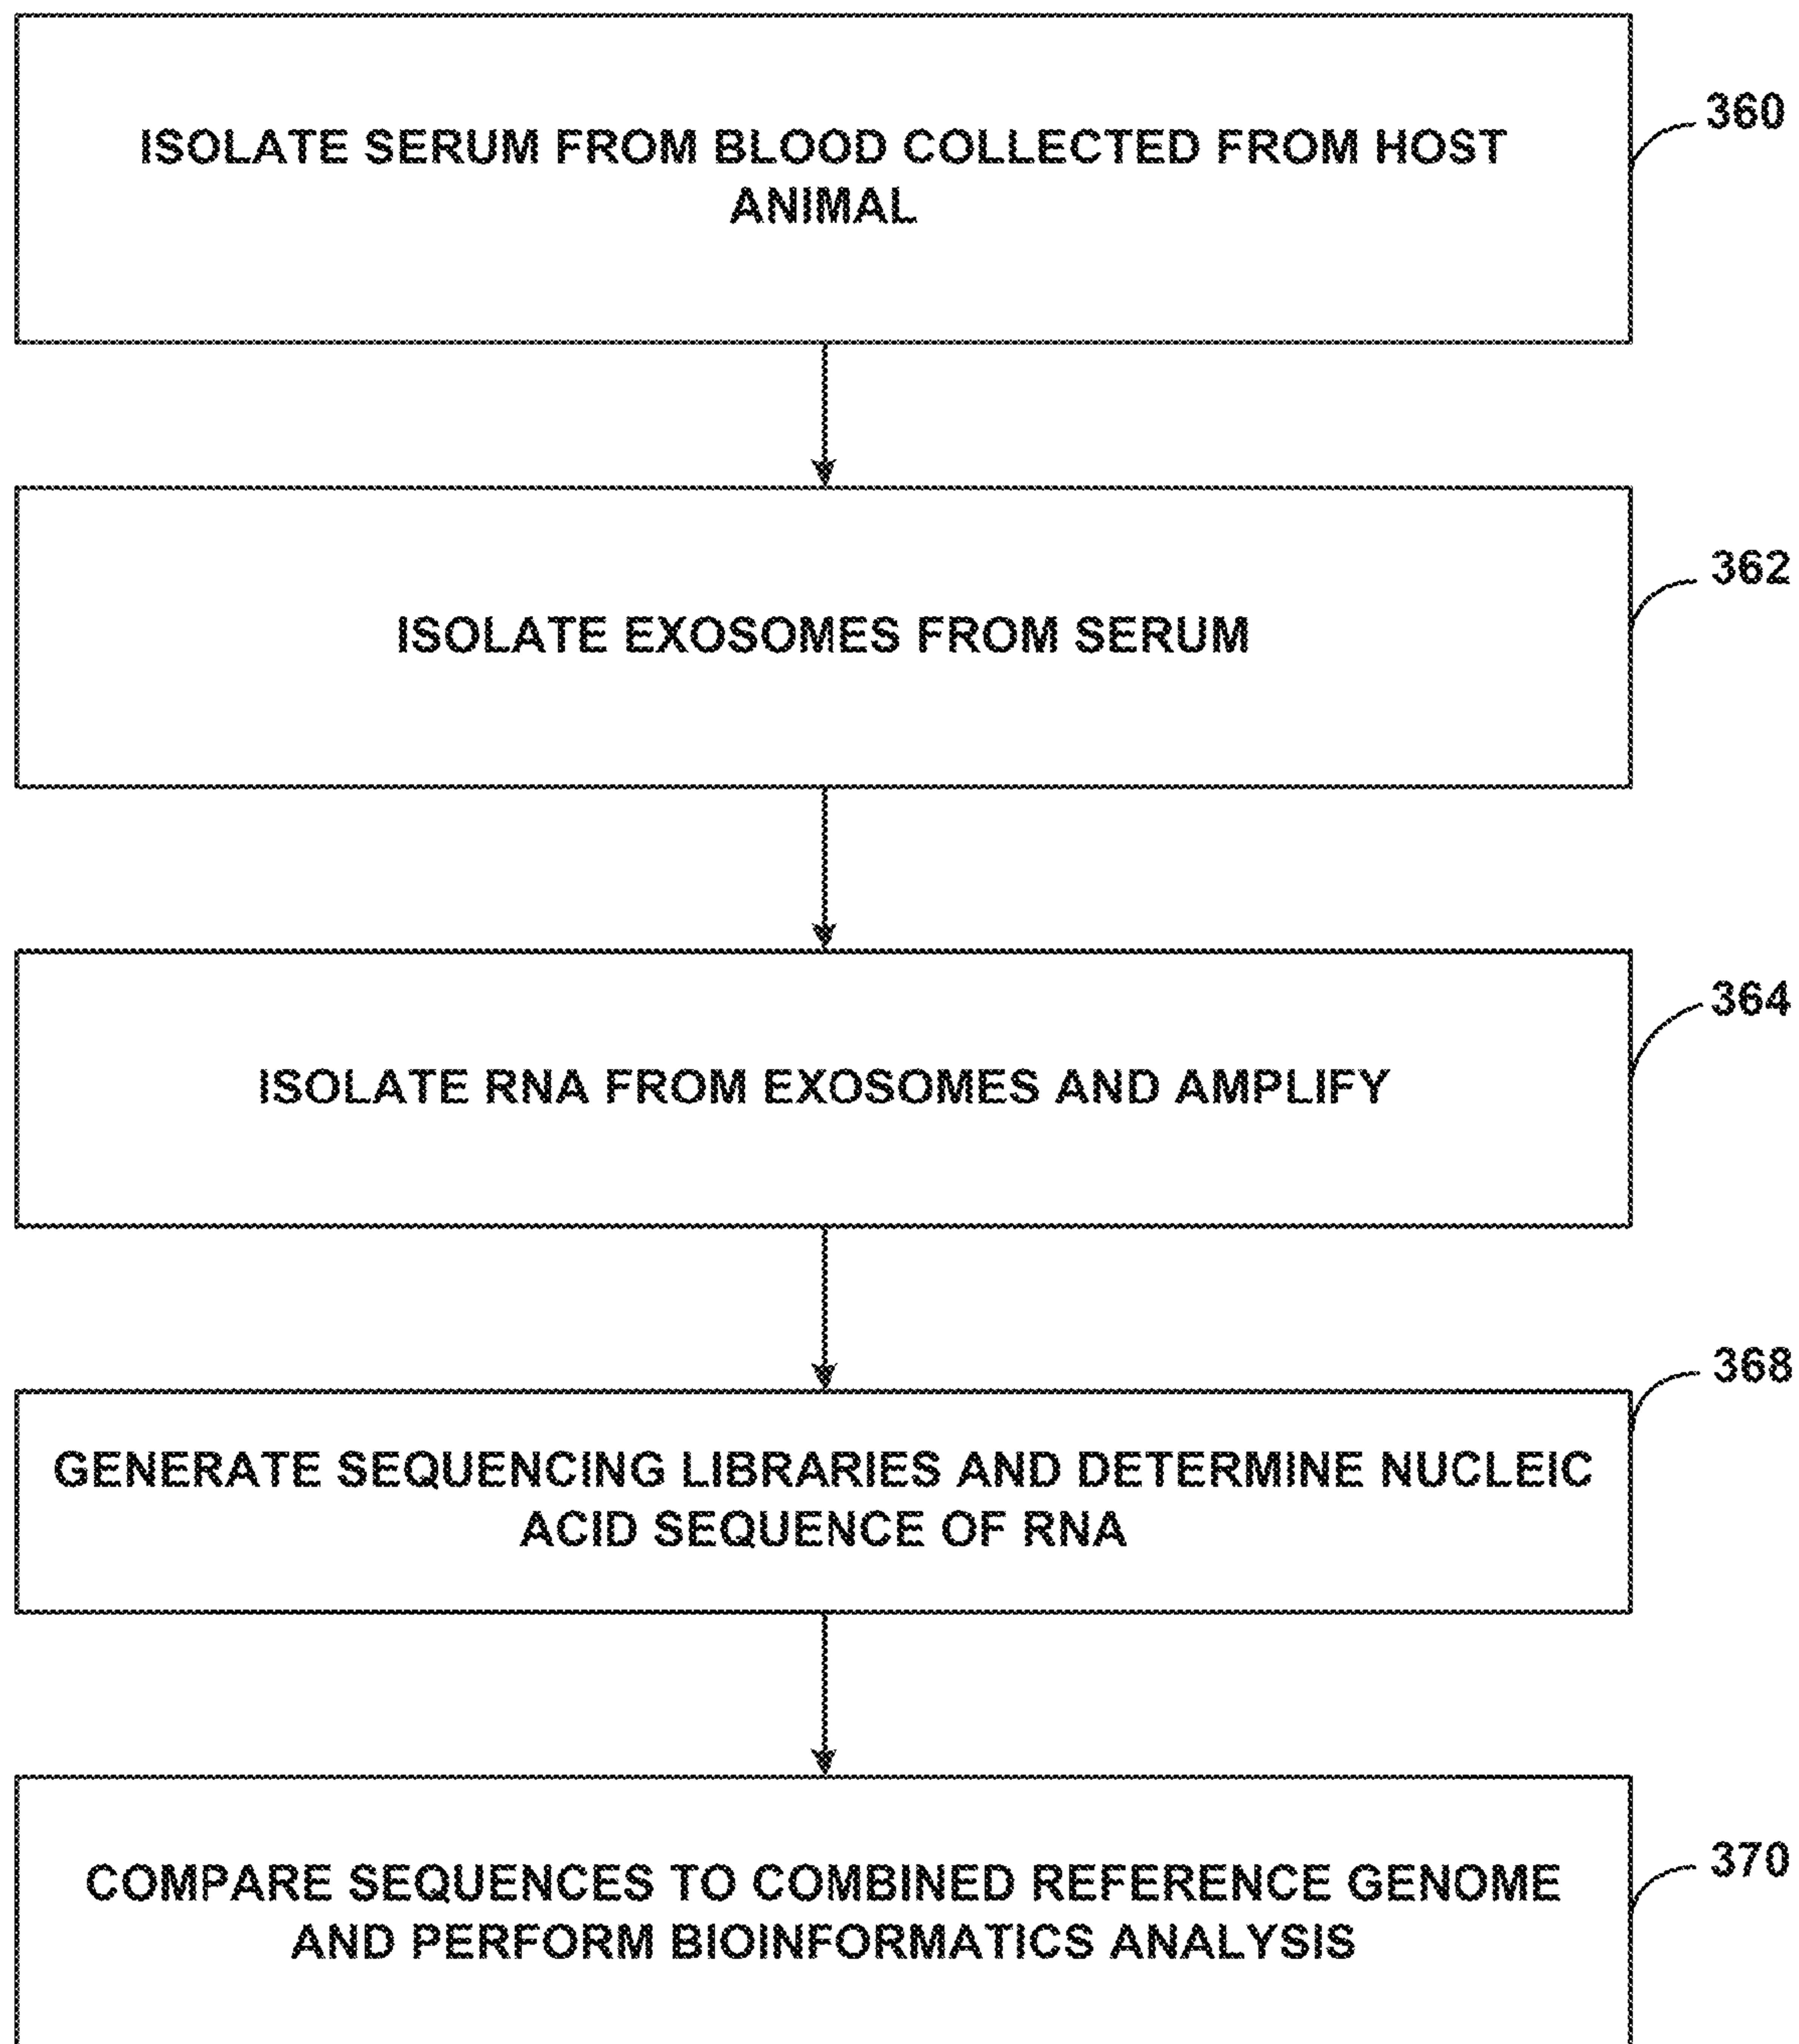 ISOLATE SERUM FROM BLOOD COLLECTED FROM HOST
ANIMAL
360
ISOLATE EXOSOMES FROM SERUM
362
ISOLATE RNA FROM EXOSOMES AND AMPLIFY
364
GENERATE SEQUENCING LIBRARIES AND DETERMINE NUCLEIC
ACID SEQUENCE OF RNA
368
COMPARE SEQUENCES TO COMBINED REFERENCE GENOME
AND PERFORM BIOINFORMATICS ANALYSIS
370